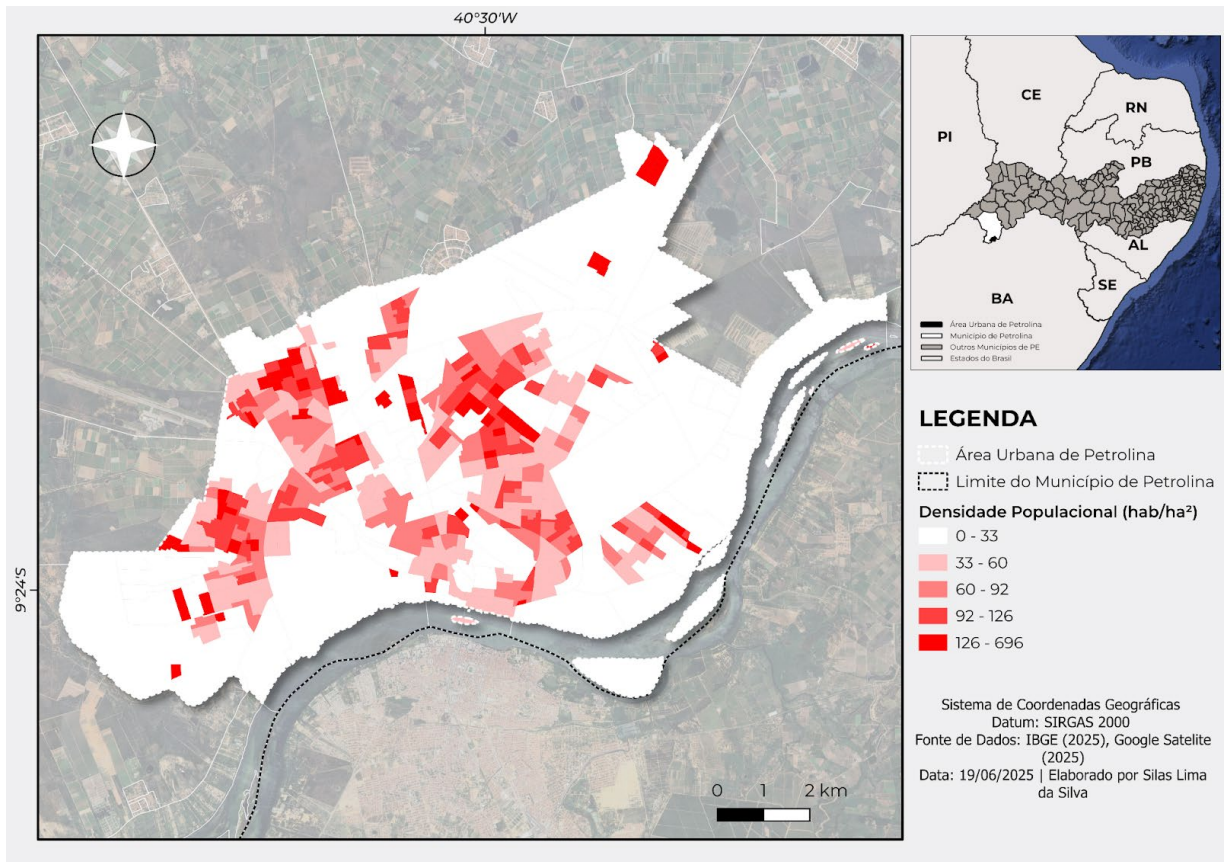 40°30'W
9°24'S
0 1 2 km
CE
RN
PI
PB
AL
SE
BA
Área Urbana de Petrolina
Município de Petrolina
Outros Municípios de PE
Estados do Brasil
LEGENDA
Área Urbana de Petrolina
Limite do Município de Petrolina
Densidade Populacional (hab/ha²)
0 - 33
33 - 60
60 - 92
92 - 126
126 - 696
Sistema de Coordenadas Geográficas
Datum: SIRGAS 2000
Fonte de Dados: IBGE (2025), Google Satelite
(2025)
Data: 19/06/2025 | Elaborado por Silas Lima
da Silva